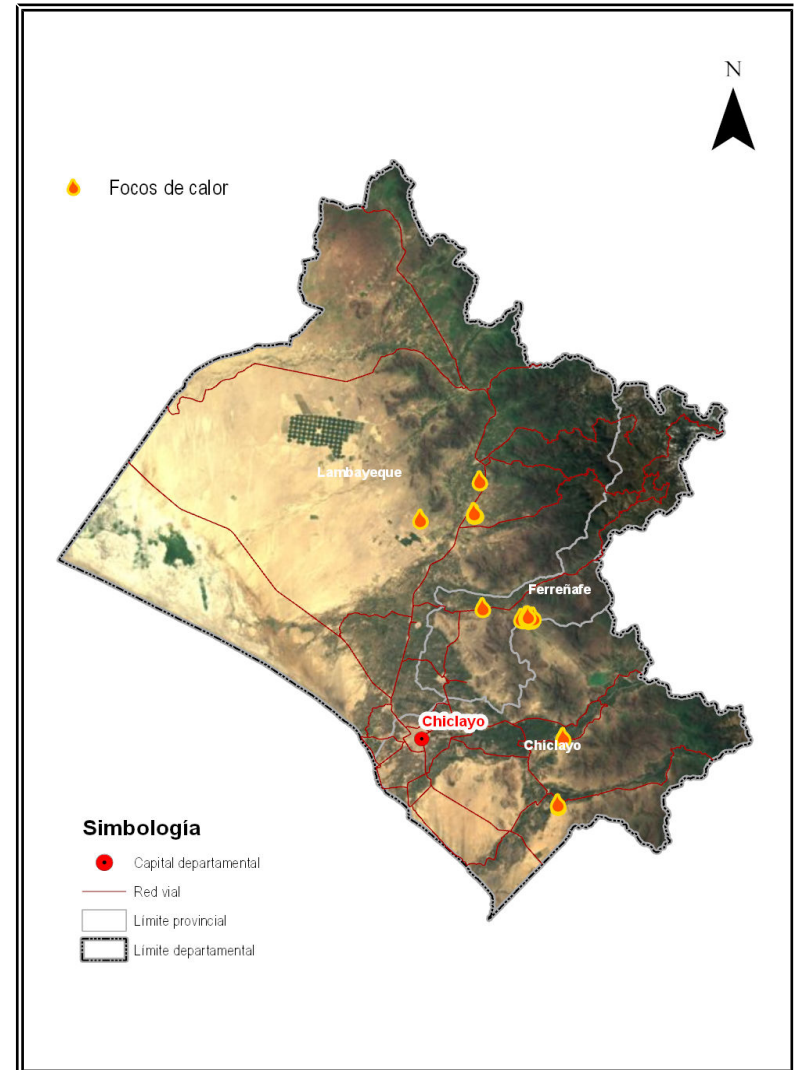 N
Focos de calor
Lambayeque
Ferreñafe
Chiclayo
Chiclayo
Simbología
Capital departamental
Red vial
Límite provincial
Límite departamental